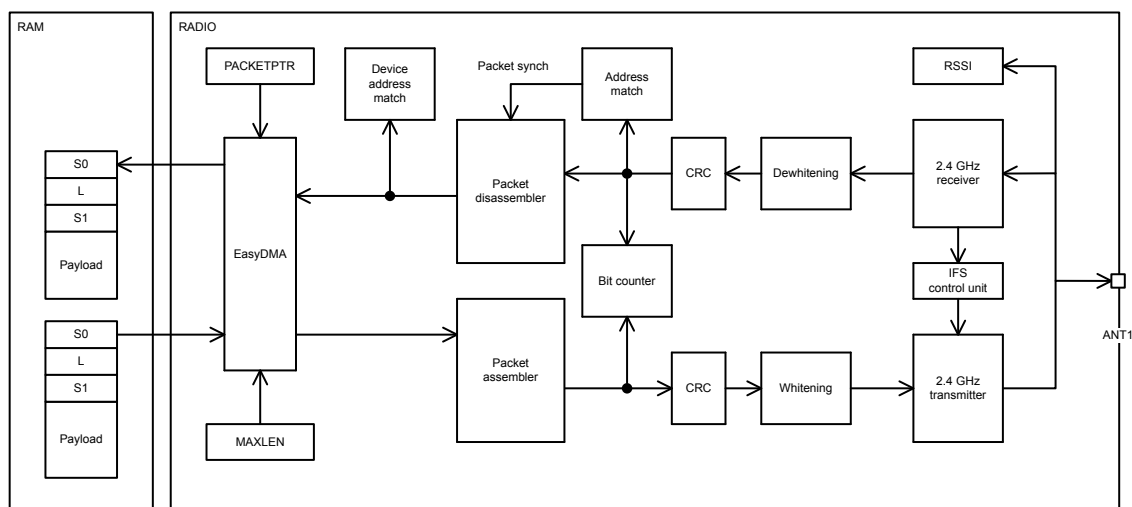 RAM
RADIO
PACKETPTR
Device
address
match
Packet synch
Address
match
RSSI
S0
L
S1
Payload
EasyDMA
Packet
disassembler
CRC
Dewhitening
2.4 GHz
receiver
Bit counter
IFS
control unit
ANT1
S0
L
S1
Payload
Packet
assembler
CRC
Whitening
2.4 GHz
transmitter
MAXLEN